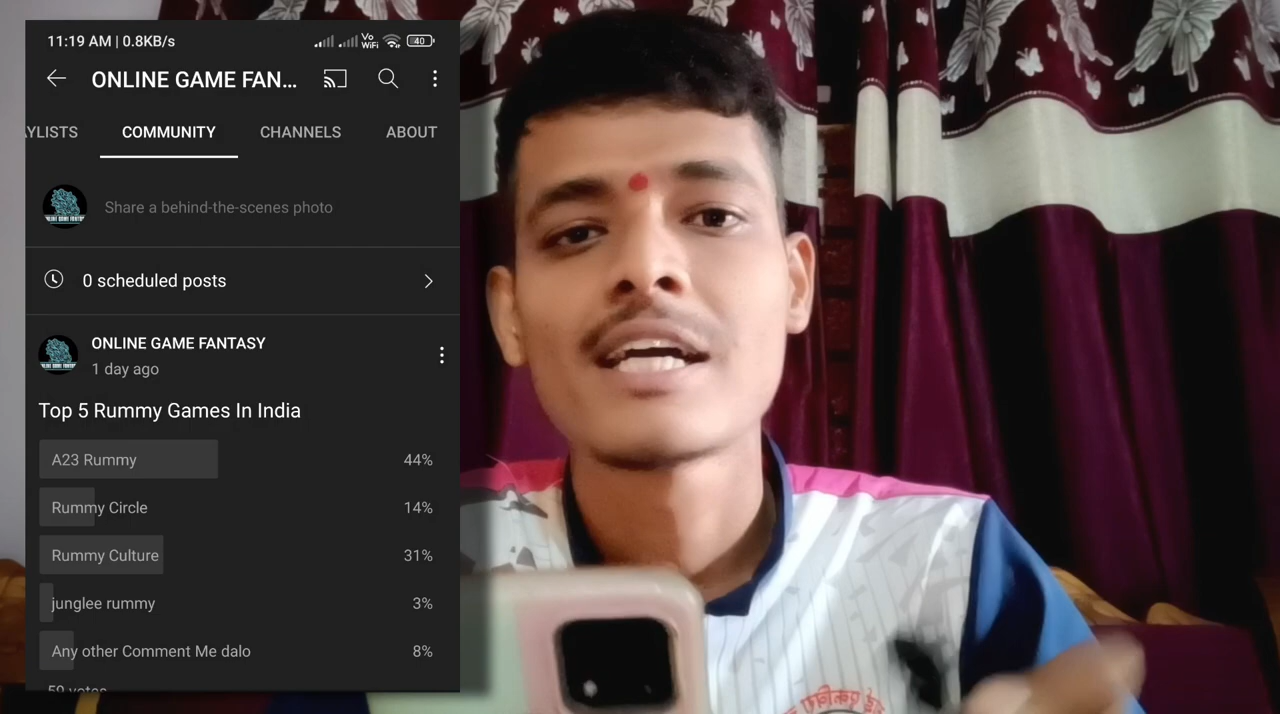 11:19 AM | 0.8KB/s
Vo
WiFi
40
ONLINE GAME FAN...
YLISTS
COMMUNITY
CHANNELS
ABOUT
Share a behind-the-scenes photo
0 scheduled posts
ONLINE GAME FANTASY
1 day ago
Top 5 Rummy Games In India
A23 Rummy
44%
Rummy Circle
14%
Rummy Culture
31%
junglee rummy
3%
Any other Comment Me dalo
8%
votes